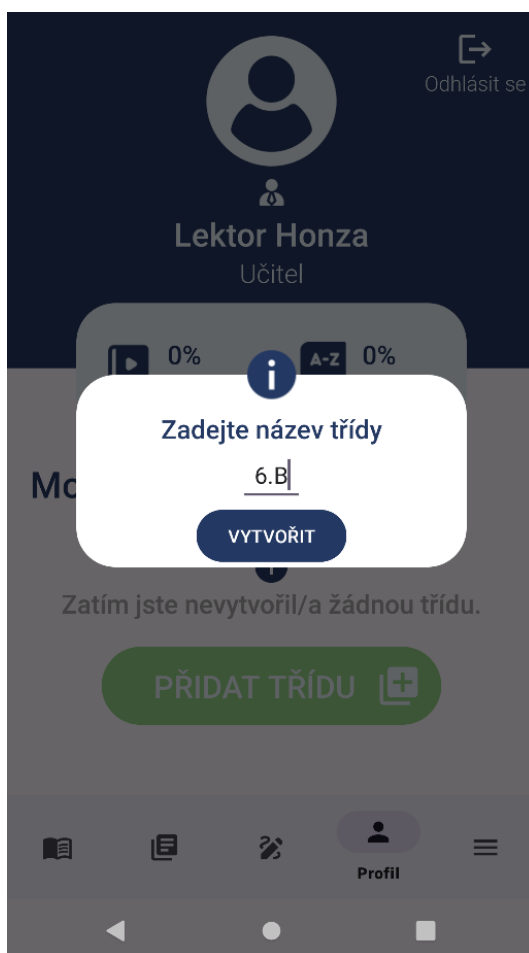 Odhlásit se
Lektor Honza
Učitel
0%
A-Z 0%
Zadejte název třídy
6.B
VYTVOŘIT
Zatím jste nevytvořil/a žádnou třídu.
PŘIDAT TŘÍDU
Profil